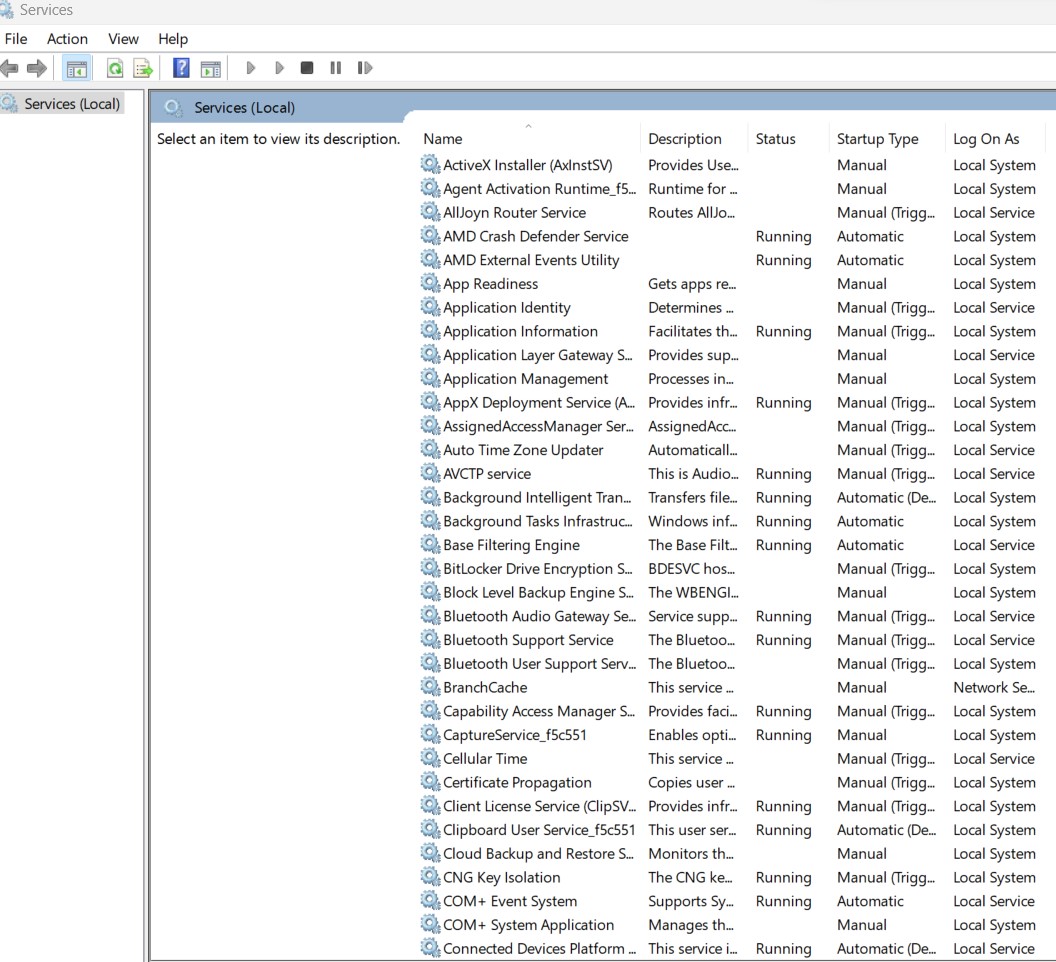 Services
File Action View Help
Services (Local)
Services (Local)
Select an item to view its description.
Name Description Status Startup Type Log On As
ActiveX Installer (AxInstSV) Provides Use... Manual Local System
Agent Activation Runtime_f5... Runtime for ... Manual Local System
AllJoyn Router Service Routes AllJo... Manual (Trigg... Local Service
AMD Crash Defender Service Running Automatic Local System
AMD External Events Utility Running Automatic Local System
App Readiness Gets apps re... Manual Local System
Application Identity Determines ... Manual (Trigg... Local Service
Application Information Facilitates th... Running Manual (Trigg... Local System
Application Layer Gateway S... Provides sup... Manual Local Service
Application Management Processes in... Manual Local System
AppX Deployment Service (A... Provides infr... Running Manual (Trigg... Local System
AssignedAccessManager Ser... AssignedAcc... Manual (Trigg... Local System
Auto Time Zone Updater Automaticall... Manual (Trigg... Local Service
AVCTP service This is Audio... Running Manual (Trigg... Local Service
Background Intelligent Tran... Transfers file... Running Automatic (De... Local System
Background Tasks Infrastruc... Windows inf... Running Automatic Local System
Base Filtering Engine The Base Filt... Running Automatic Local Service
BitLocker Drive Encryption S... BDESVC hos... Manual (Trigg... Local System
Block Level Backup Engine S... The WBENGI... Manual Local System
Bluetooth Audio Gateway Se... Service supp... Running Manual (Trigg... Local Service
Bluetooth Support Service The Bluetoo... Running Manual (Trigg... Local Service
Bluetooth User Support Serv... The Bluetoo... Manual (Trigg... Local System
BranchCache This service ... Manual Network Se...
Capability Access Manager S... Provides faci... Running Manual (Trigg... Local System
CaptureService_f5c551 Enables opti... Running Manual Local System
Cellular Time This service ... Manual (Trigg... Local Service
Certificate Propagation Copies user ... Manual (Trigg... Local System
Client License Service (ClipSV... Provides infr... Running Manual (Trigg... Local System
Clipboard User Service_f5c551 This user ser... Running Automatic (De... Local System
Cloud Backup and Restore S... Monitors th... Manual Local System
CNG Key Isolation The CNG ke... Running Manual (Trigg... Local System
COM+ Event System Supports Sy... Running Automatic Local Service
COM+ System Application Manages th... Manual Local System
Connected Devices Platform ... This service i... Running Automatic (De... Local Service